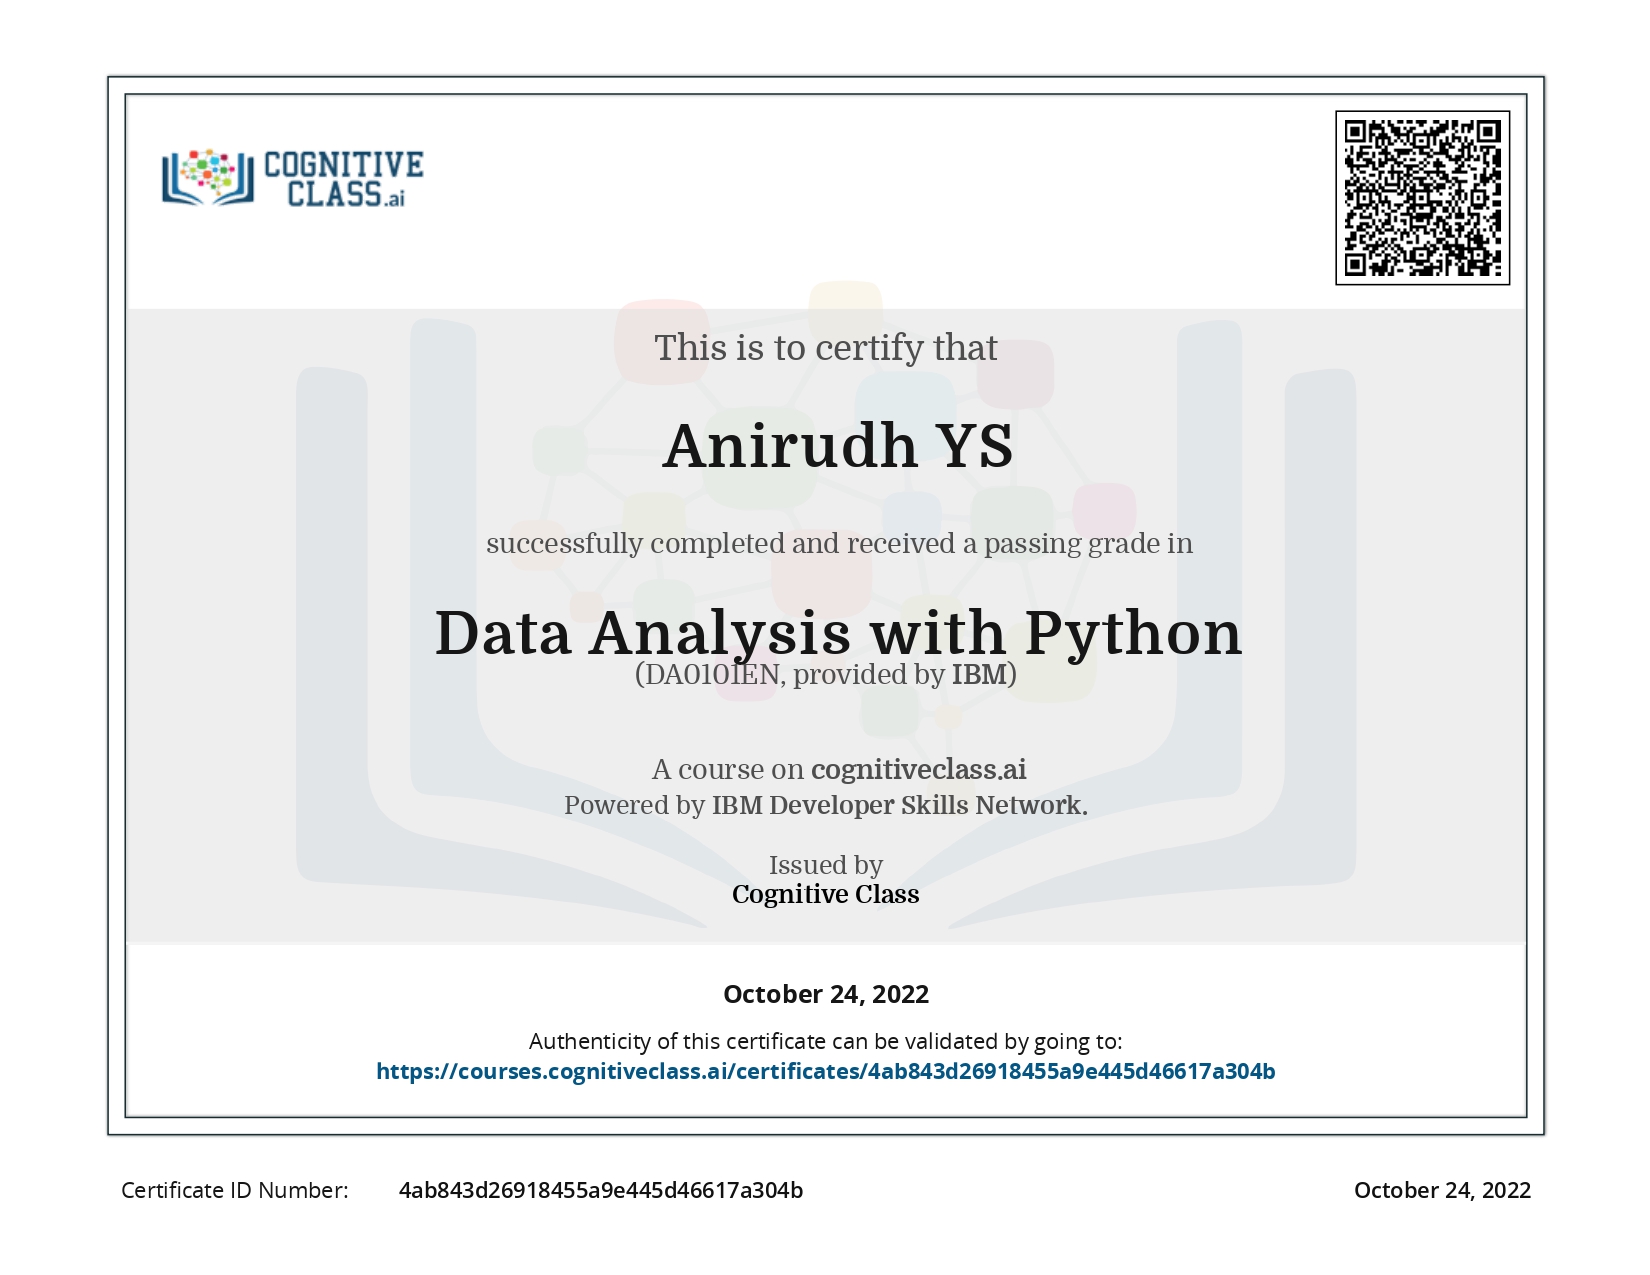 COGNITIVE
CLASS.ai
This is to certify that
Anirudh YS
successfully completed and received a passing grade in
Data Analysis with Python
(DA0101EN, provided by IBM)
A course on cognitiveclass.ai
Powered by IBM Developer Skills Network.
Issued by
Cognitive Class
October 24, 2022
Authenticity of this certificate can be validated by going to:
https://courses.cognitiveclass.ai/certificates/4ab843d26918455a9e445d46617a304b
Certificate ID Number: 4ab843d26918455a9e445d46617a304b October 24, 2022